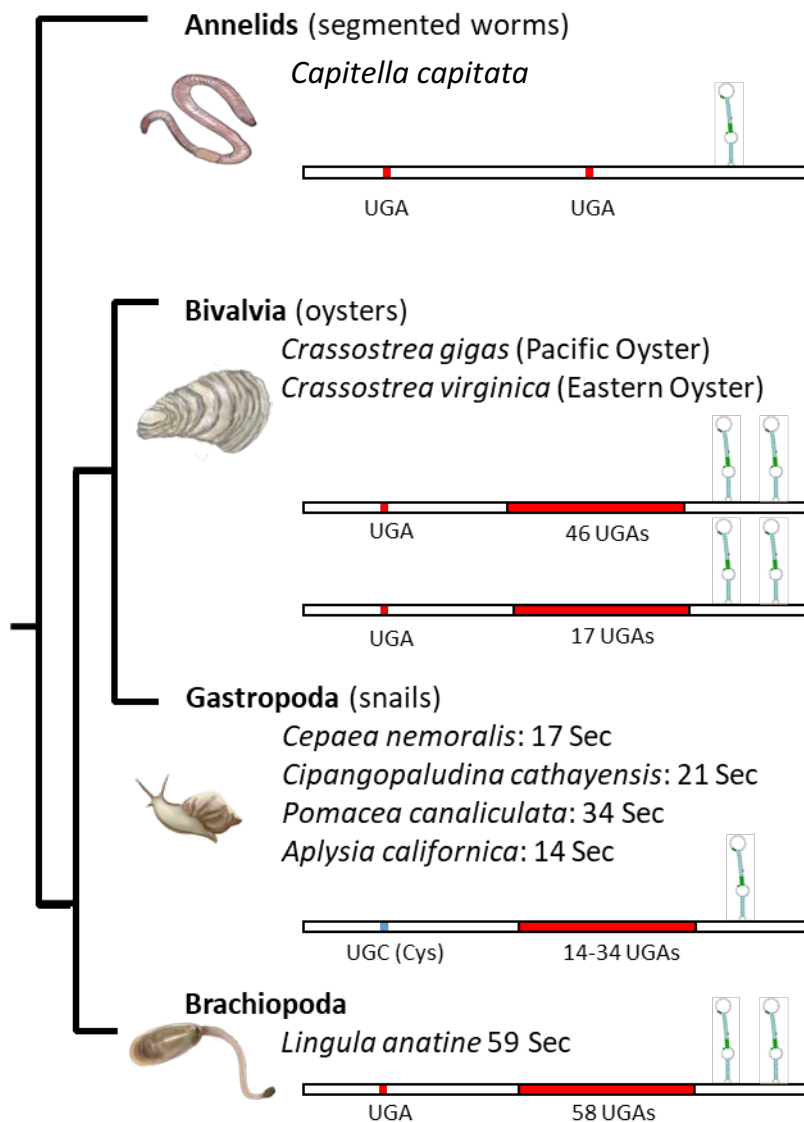 Annelids (segmented worms)
Capitella capitata
UGA UGA
Bivalvia (oysters)
Crassostrea gigas (Pacific Oyster)
Crassostrea virginica (Eastern Oyster)
UGA 46 UGAs
UGA 17 UGAs
Gastropoda (snails)
Cepaea nemoralis: 17 Sec
Cipangopaludina cathayensis: 21 Sec
Pomacea canaliculata: 34 Sec
Aplysia californica: 14 Sec
UGC (Cys) 14-34 UGAs
Brachiopoda
Lingula anatine 59 Sec
UGA 58 UGAs